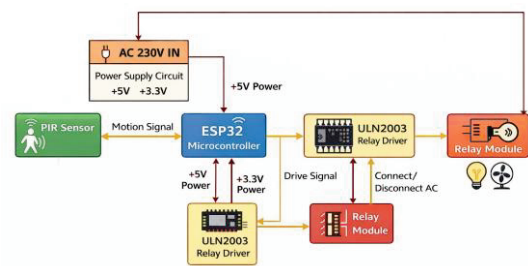 AC 230V IN
Power Supply Circuit
+5V +3.3V
+5V Power
PIR Sensor
Motion Signal
ESP32
Microcontroller
ULN2003
Relay Driver
Relay Module
+5V
Power
+3.3V
Power
Drive Signal
Connect/
Disconnect AC
ULN2003
Relay Driver
Relay
Module